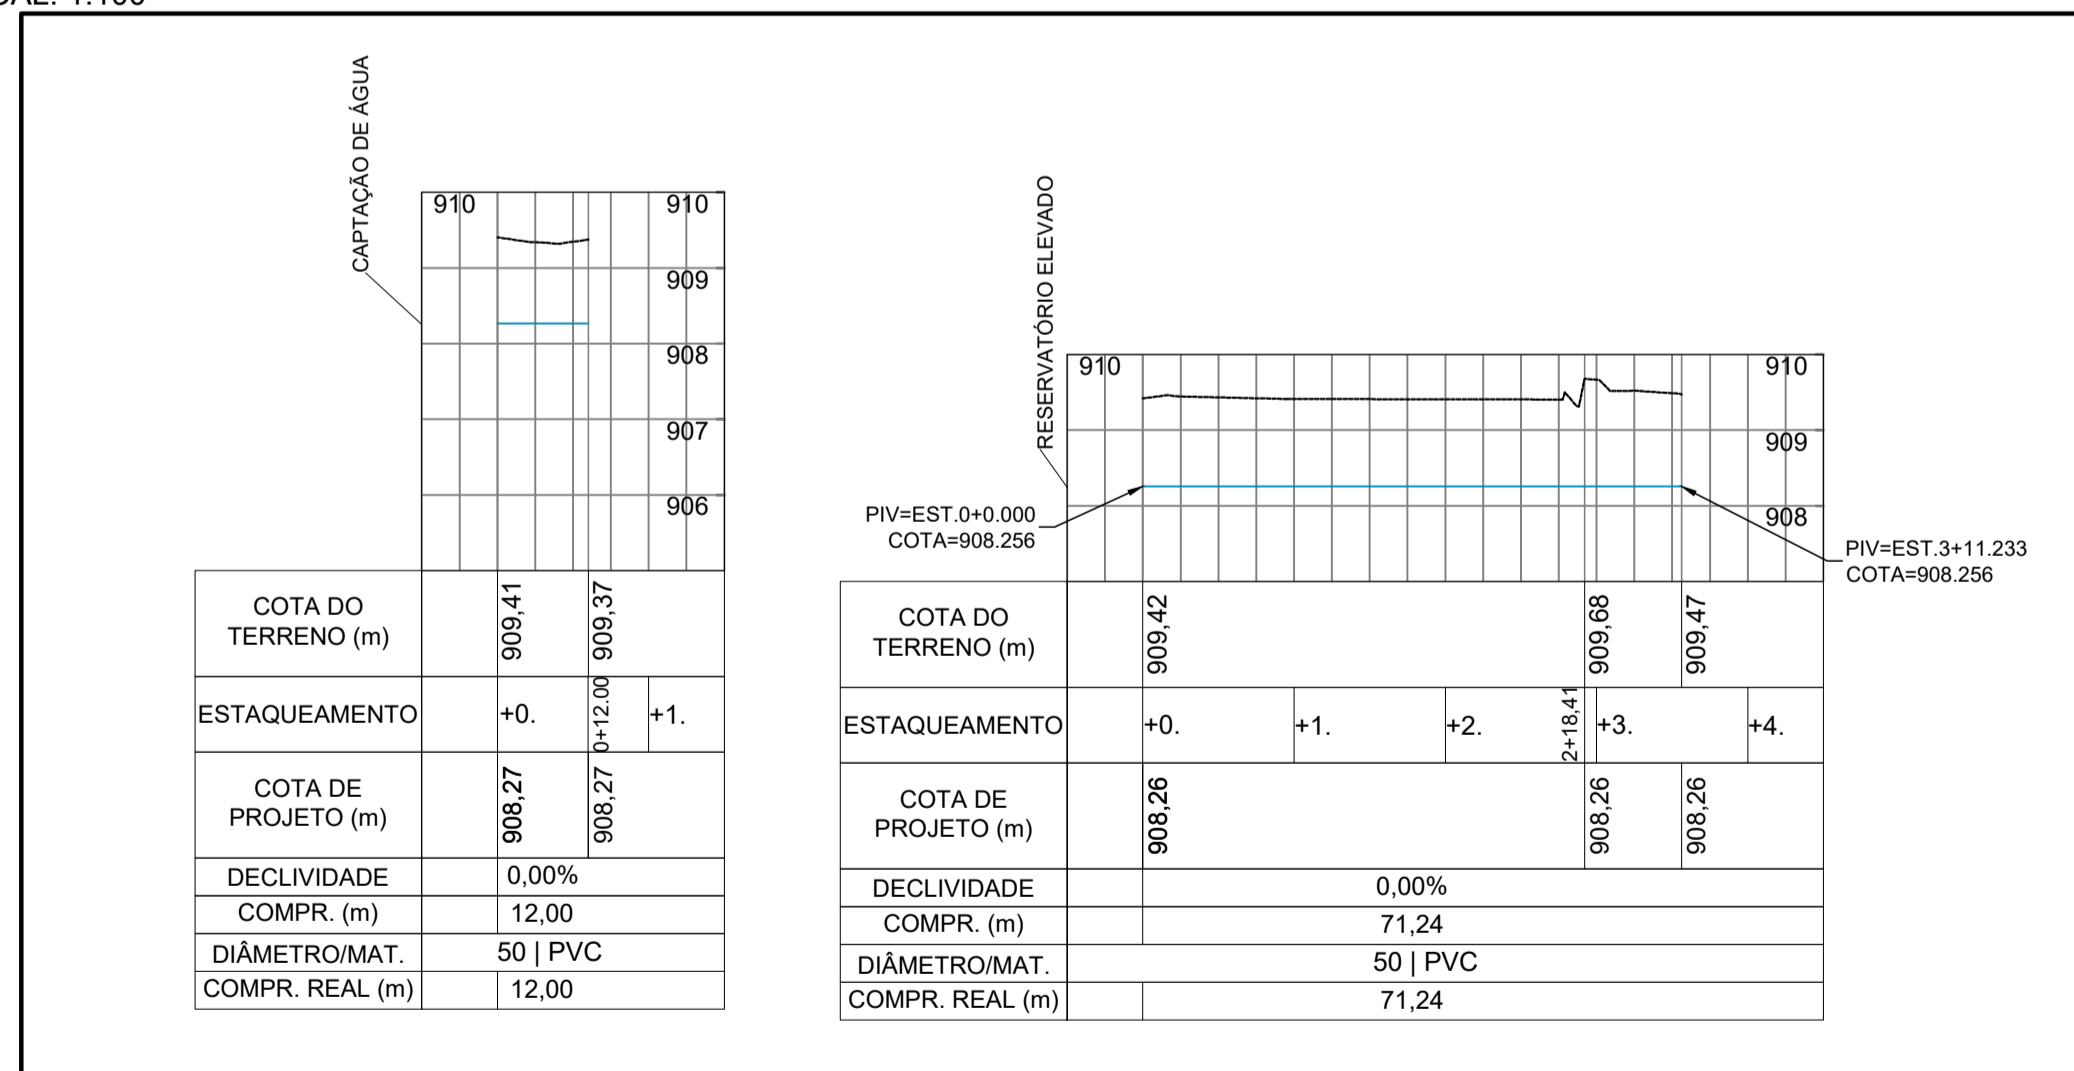 CAPTAÇÃO DE ÁGUA
910 910
909
908
907
906
COTA DO
TERRENO (m)
909,41 909,37
ESTAQUEAMENTO +0. 0+12.00 +1.
COTA DE
PROJETO (m)
908,27 908,27
DECLIVIDADE 0,00%
COMPR. (m) 12,00
DIÂMETRO/MAT. 50 | PVC
COMPR. REAL (m) 12,00
RESERVATÓRIO ELEVADO
910 910
909
908
PIV=EST.0+0.000
COTA=908.256
PIV=EST.3+11.233
COTA=908.256
COTA DO
TERRENO (m)
909,42 909,68 909,47
ESTAQUEAMENTO +0. +1. +2. 2+18,41 +3. +4.
COTA DE
PROJETO (m)
908,26 908,26 908,26
DECLIVIDADE 0,00%
COMPR. (m) 71,24
DIÂMETRO/MAT. 50 | PVC
COMPR. REAL (m) 71,24